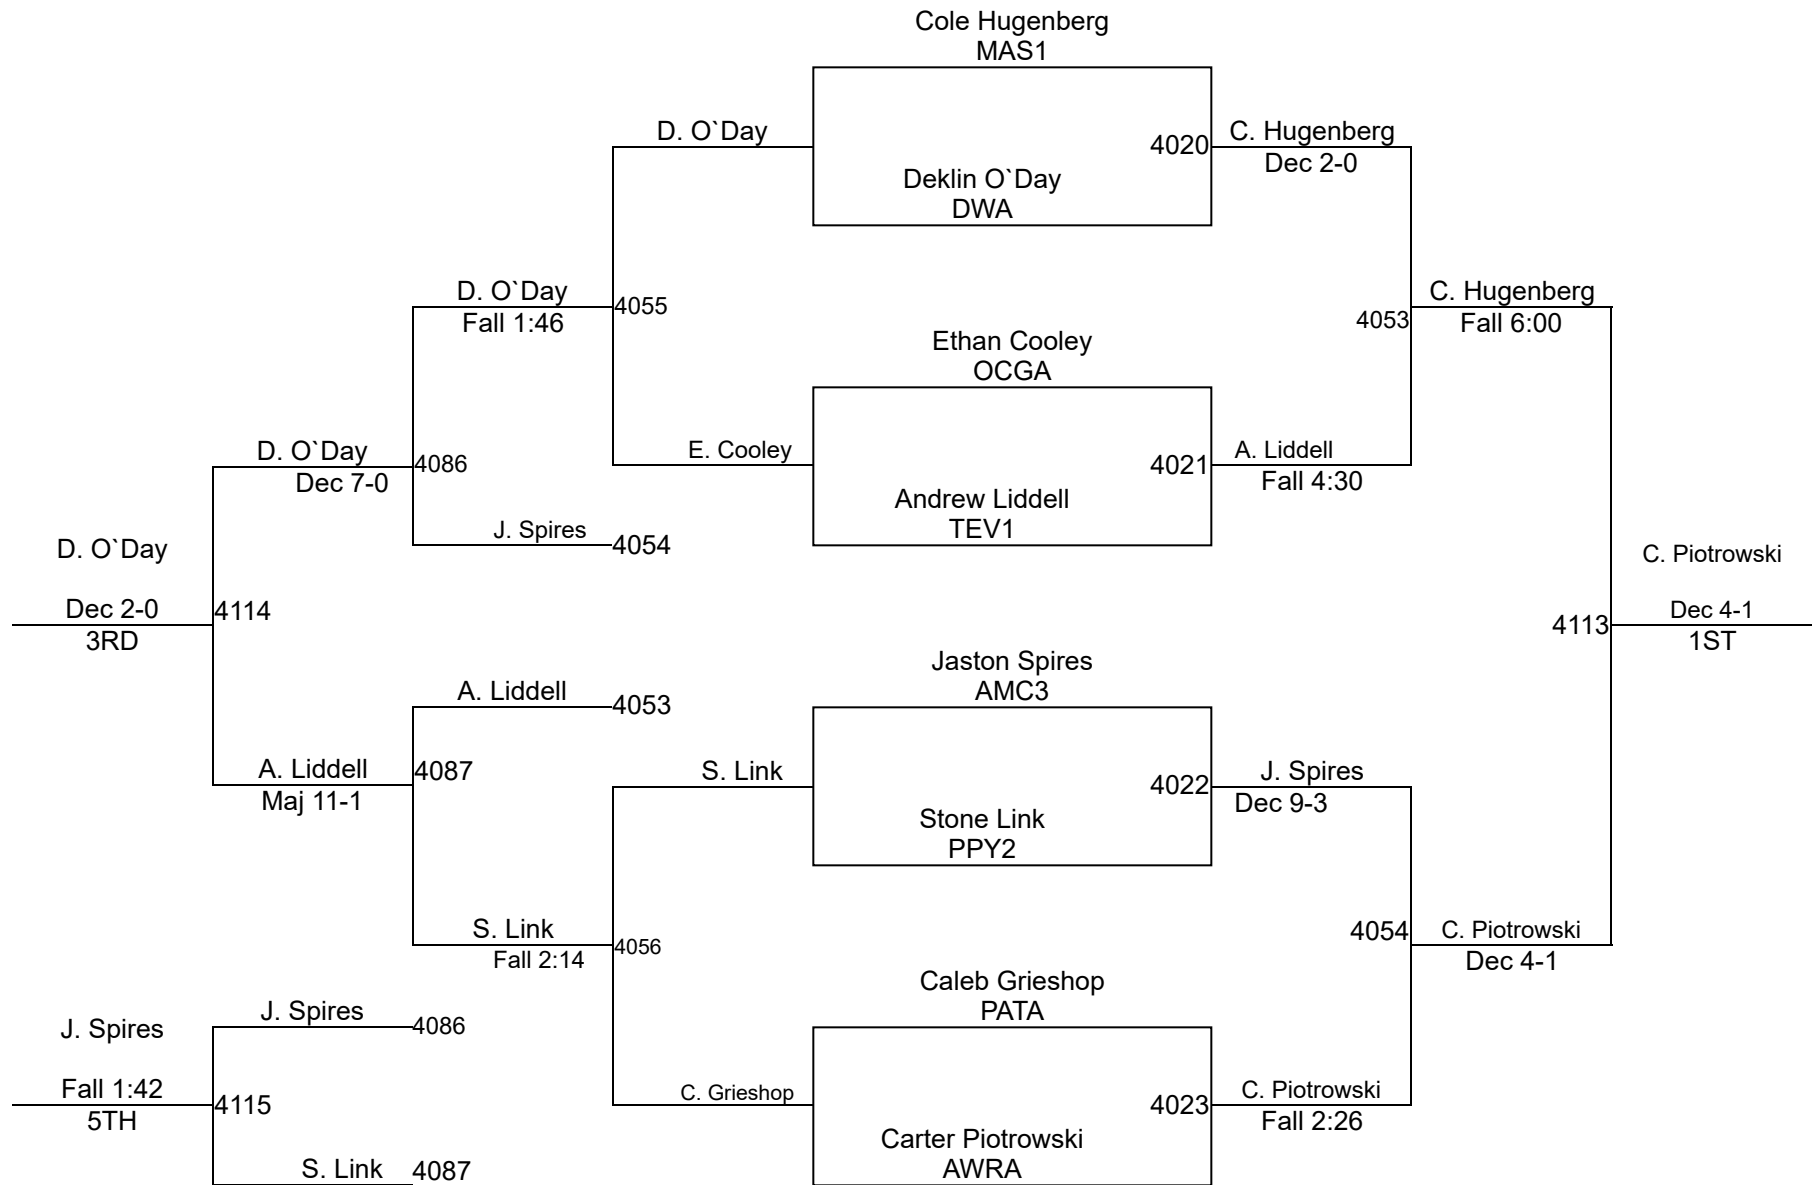 Cole Hugenberg
MAS1
D. O`Day
4020
C. Hugenberg
Dec 2-0
Deklin O`Day
DWA
D. O`Day
Fall 1:46
4055
C. Hugenberg
Fall 6:00
4053
Ethan Cooley
OCGA
D. O`Day
Dec 7-0
4086
E. Cooley
4021
A. Liddell
Fall 4:30
Andrew Liddell
TEV1
J. Spires
4054
D. O`Day
Dec 2-0
3RD
4114
C. Piotrowski
Dec 4-1
1ST
4113
Jaston Spires
AMC3
A. Liddell
4053
A. Liddell
Maj 11-1
4087
S. Link
4022
J. Spires
Dec 9-3
Stone Link
PPY2
S. Link
Fall 2:14
4056
4054
C. Piotrowski
Dec 4-1
Caleb Grieshop
PATA
J. Spires
4086
J. Spires
Fall 1:42
5TH
4115
C. Grieshop
4023
C. Piotrowski
Fall 2:26
Carter Piotrowski
AWRA
S. Link
4087